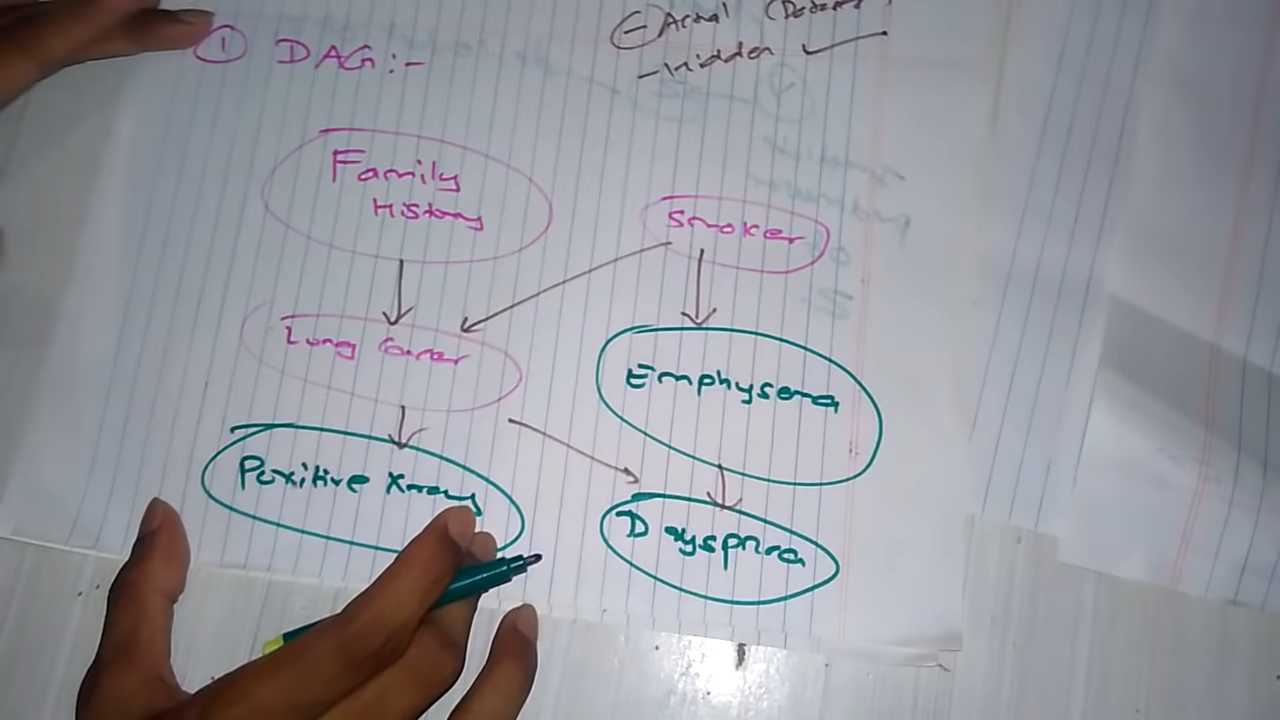 - Actual
- Hidden
① DAG:-
Family
History
Smoker
Lung Cancer
Emphysema
Positive Xray
Dyspnea